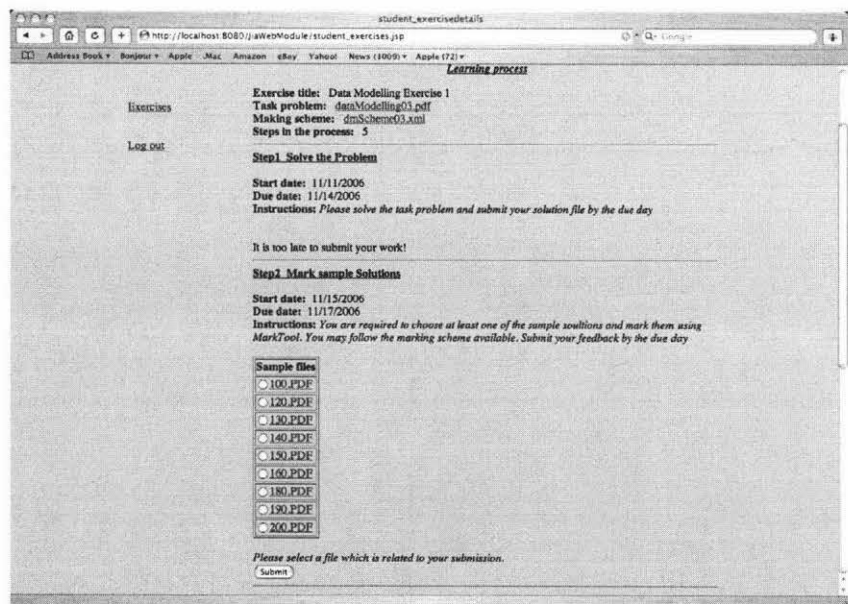 student_exercisedetails
http://localhost:8080/JiaWebModule/student_exercises.jsp
Q- Google
Address Book Bonjour Apple .Mac Amazon eBay Yahoo! News (1009) Apple (72)
Learning process
Exercises
Log out
Exercise title: Data Modelling Exercise 1
Task problem: dataModelling03.pdf
Making scheme: dmScheme03.xml
Steps in the process: 5
Step1 Solve the Problem
Start date: 11/11/2006
Due date: 11/14/2006
Instructions: Please solve the task problem and submit your solution file by the due day
It is too late to submit your work!
Step2 Mark sample Solutions
Start date: 11/15/2006
Due date: 11/17/2006
Instructions: You are required to choose at least one of the sample soultions and mark them using
MarkTool. You may follow the marking scheme available. Submit your feedback by the due day
Sample files
100.PDF
120.PDF
130.PDF
140.PDF
150.PDF
160.PDF
180.PDF
190.PDF
200.PDF
Please select a file which is related to your submission.
Submit